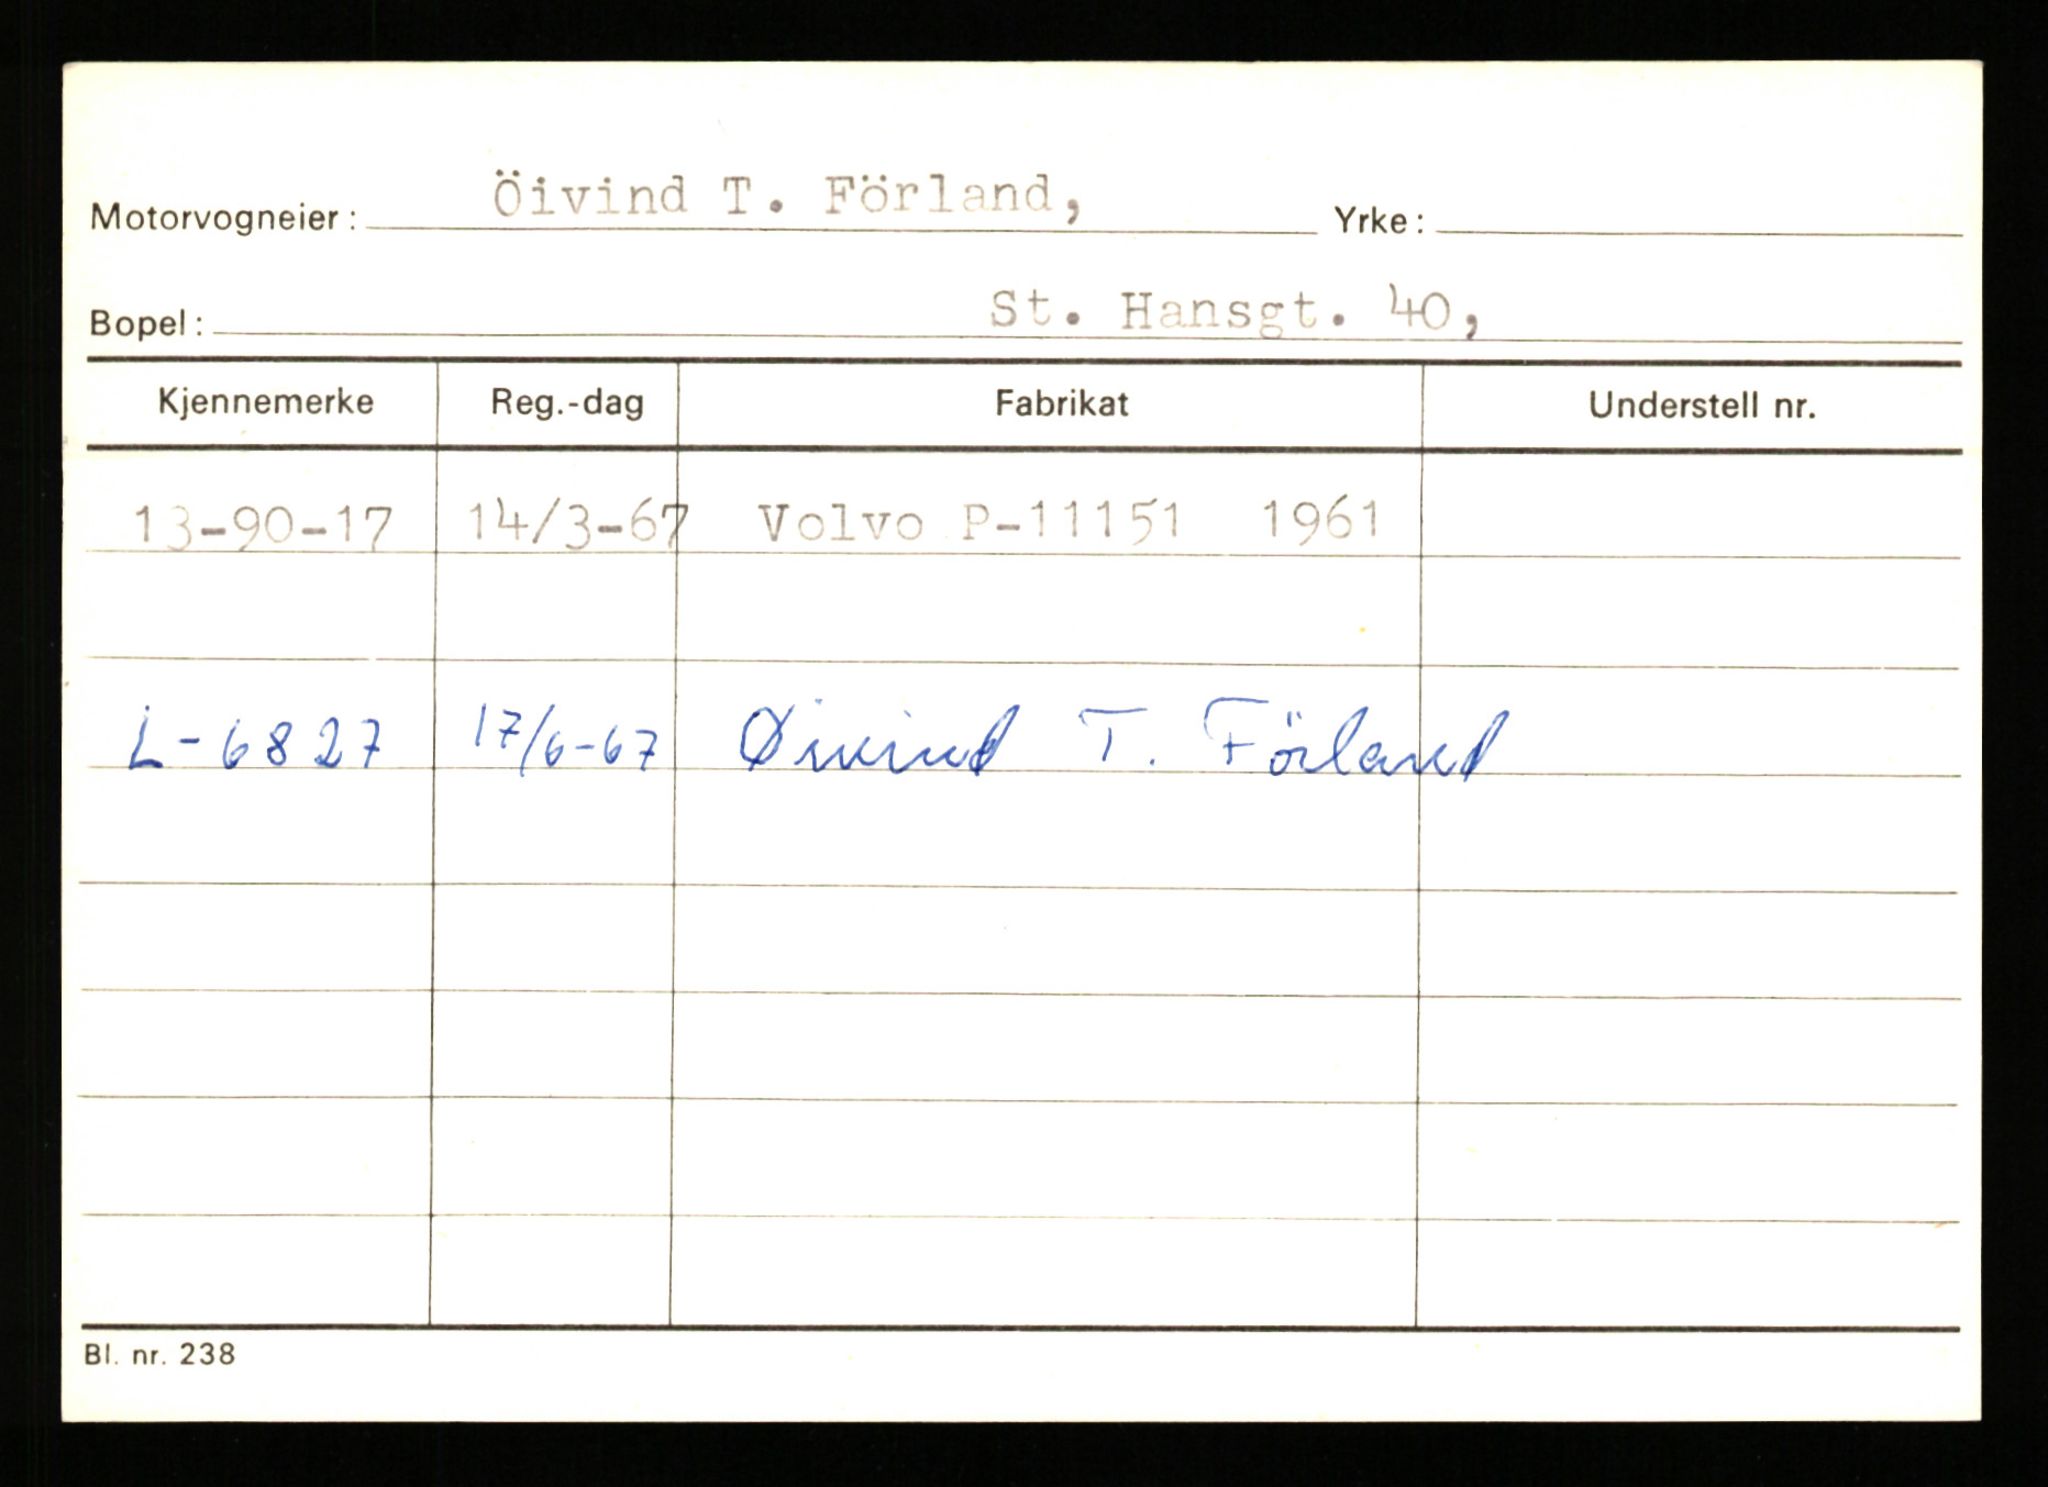 Motorvogneier: Öivind T. Förland, Yrke:
Bopel: St. Hansgt. 40,
Kjennemerke Reg.-dag Fabrikat Understell nr.
13-90-17 14/3-67 Volvo P-11151 1961
L-6827 17/6-67 Øivind T. Förland
Bl. nr. 238